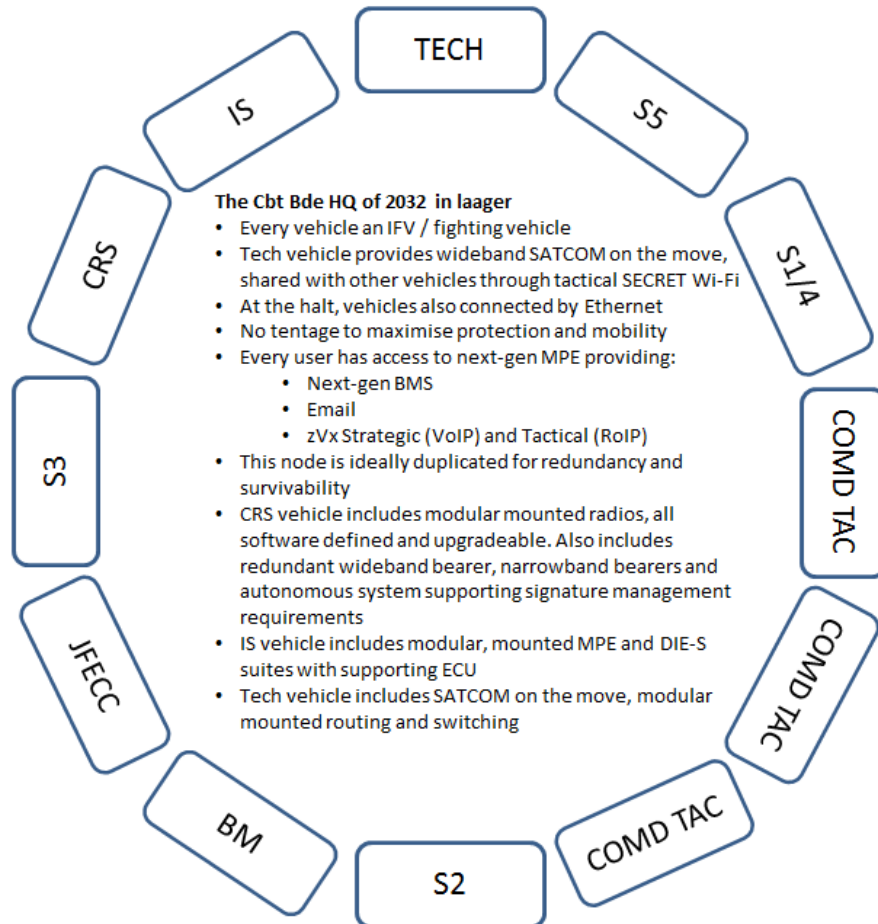 TECH
IS
S5
CRS
S1/4
The Cbt Bde HQ of 2032 in laager
• Every vehicle an IFV / fighting vehicle
• Tech vehicle provides wideband SATCOM on the move,
shared with other vehicles through tactical SECRET Wi-Fi
• At the halt, vehicles also connected by Ethernet
• No tentage to maximise protection and mobility
• Every user has access to next-gen MPE providing:
• Next-gen BMS
• Email
• zVx Strategic (VoIP) and Tactical (RoIP)
• This node is ideally duplicated for redundancy and
survivability
• CRS vehicle includes modular mounted radios, all
software defined and upgradeable. Also includes
redundant wideband bearer, narrowband bearers and
autonomous system supporting signature management
requirements
• IS vehicle includes modular, mounted MPE and DIE-S
suites with supporting ECU
• Tech vehicle includes SATCOM on the move, modular
mounted routing and switching
S3
COMD TAC
JFECC
COMD TAC
BM
COMD TAC
S2